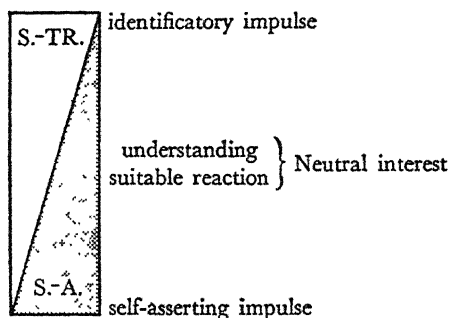 identificatory impulse
S.-TR.
understanding
suitable reaction } Neutral interest
S.-A.
self-asserting impulse